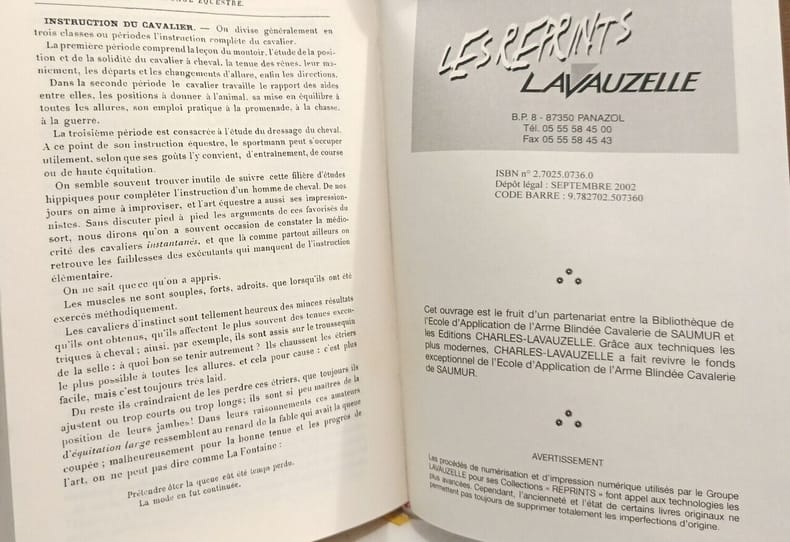 ÉQUESTRE.
INSTRUCTION DU CAVALIER. — On divise généralement en
trois classes ou périodes l'instruction complète du cavalier.
La première période comprend la leçon du montoir, l'étude de la posi-
tion et de la solidité du cavalier à cheval, la tenue des rênes, leur ma-
niement, les départs et les changements d'allure, enfin les directions.
Dans la seconde période le cavalier travaille le rapport des aides
entre elles, les positions à donner à l'animal, sa mise en équilibre à
toutes les allures, son emploi pratique à la promenade, à la chasse,
à la guerre.
La troisième période est consacrée à l'étude du dressage du cheval.
A ce point de son instruction équestre, le sportmann peut s'occuper
utilement, selon que ses goûts l'y convient, d'entraînement, de course
ou de haute équitation.
On semble souvent trouver inutile de suivre cette filière d'études
hippiques pour compléter l'instruction d'un homme de cheval. De nos
jours on aime à improviser, et l'art équestre a aussi ses impression-
nistes. Sans discuter pied à pied les arguments de ces favorisés du
sort, nous dirons qu'on a souvent occasion de constater la médio-
crité des cavaliers instantanés, et que là comme partout ailleurs on
retrouve les faiblesses des exécutants qui manquent de l'instruction
élémentaire.
On ne sait que ce qu'on a appris.
Les muscles ne sont souples, forts, adroits, que lorsqu'ils ont été
exercés méthodiquement.
Les cavaliers d'instinct sont tellement heureux des minces résultats
qu'ils ont obtenus, qu'ils affectent le plus souvent des tenues excen-
triques à cheval ; ainsi, par exemple, ils sont assis sur le troussequin
de la selle : à quoi bon se tenir autrement ? Ils chaussent les étriers
le plus possible à toutes les allures, et cela pour cause : c'est plus
facile, mais c'est toujours très laid.
Du reste ils craindraient de les perdre ces étriers, que toujours ils
ajustent ou trop courts ou trop longs ; ils sont si peu maîtres de la
position de leurs jambes ! Dans leurs raisonnements ces amateurs
d'équitation large ressemblent au renard de la fable qui avait la queue
coupée ; malheureusement pour la bonne tenue et les progrès de
l'art, on ne peut pas dire comme La Fontaine :
Prétendre ôter la queue eût été temps perdu.
La mode en fut continuée.
LES REPRINTS
LAVAUZELLE
B.P. 8 - 87350 PANAZOL
Tél. 05 55 58 45 00
Fax 05 55 58 45 43
ISBN n° 2.7025.0736.0
Dépôt légal : SEPTEMBRE 2002
CODE BARRE : 9.782702.507360
Cet ouvrage est le fruit d'un partenariat entre la Bibliothèque de
l'Ecole d'Application de l'Arme Blindée Cavalerie de SAUMUR et
les Editions CHARLES-LAVAUZELLE. Grâce aux techniques les
plus modernes, CHARLES-LAVAUZELLE a fait revivre le fonds
exceptionnel de l'Ecole d'Application de l'Arme Blindée Cavalerie
de SAUMUR.
AVERTISSEMENT
Les procédés de numérisation et d'impression numérique utilisés par le Groupe
LAVAUZELLE pour ses Collections « REPRINTS » font appel aux technologies les
plus avancées. Cependant, l'ancienneté et l'état de certains livres originaux ne
permettent pas toujours de supprimer totalement les imperfections d'origine.